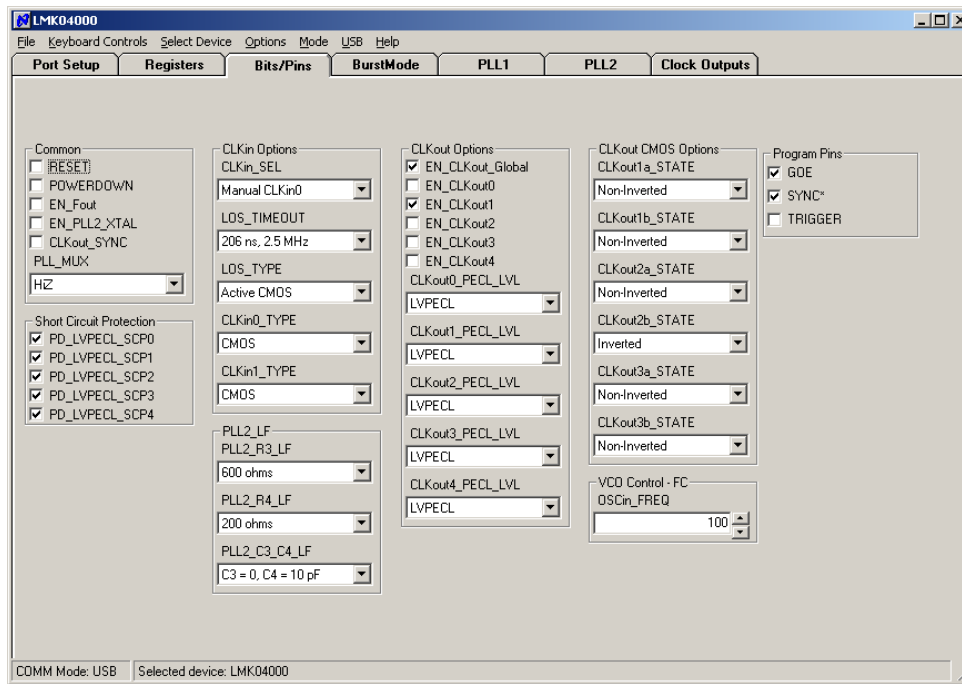 LMK04000
File Keyboard Controls Select Device Options Mode USB Help
Port Setup Registers Bits/Pins BurstMode PLL1 PLL2 Clock Outputs
Common
RESET
POWERDOWN
EN_Fout
EN_PLL2_XTAL
CLKout_SYNC
PLL_MUX
HiZ
Short Circuit Protection
PD_LVPECL_SCP0
PD_LVPECL_SCP1
PD_LVPECL_SCP2
PD_LVPECL_SCP3
PD_LVPECL_SCP4
CLKin Options
CLKin_SEL
Manual CLKin0
LOS_TIMEOUT
206 ns, 2.5 MHz
LOS_TYPE
Active CMOS
CLKin0_TYPE
CMOS
CLKin1_TYPE
CMOS
PLL2_LF
PLL2_R3_LF
600 ohms
PLL2_R4_LF
200 ohms
PLL2_C3_C4_LF
C3 = 0, C4 = 10 pF
CLKout Options
EN_CLKout_Global
EN_CLKout0
EN_CLKout1
EN_CLKout2
EN_CLKout3
EN_CLKout4
CLKout0_PECL_LVL
LVPECL
CLKout1_PECL_LVL
LVPECL
CLKout2_PECL_LVL
LVPECL
CLKout3_PECL_LVL
LVPECL
CLKout4_PECL_LVL
LVPECL
CLKout CMOS Options
CLKout1a_STATE
Non-Inverted
CLKout1b_STATE
Non-Inverted
CLKout2a_STATE
Non-Inverted
CLKout2b_STATE
Inverted
CLKout3a_STATE
Non-Inverted
CLKout3b_STATE
Non-Inverted
VCO Control - FC
OSCin_FREQ
100
Program Pins
GOE
SYNC*
TRIGGER
COMM Mode: USB Selected device: LMK04000